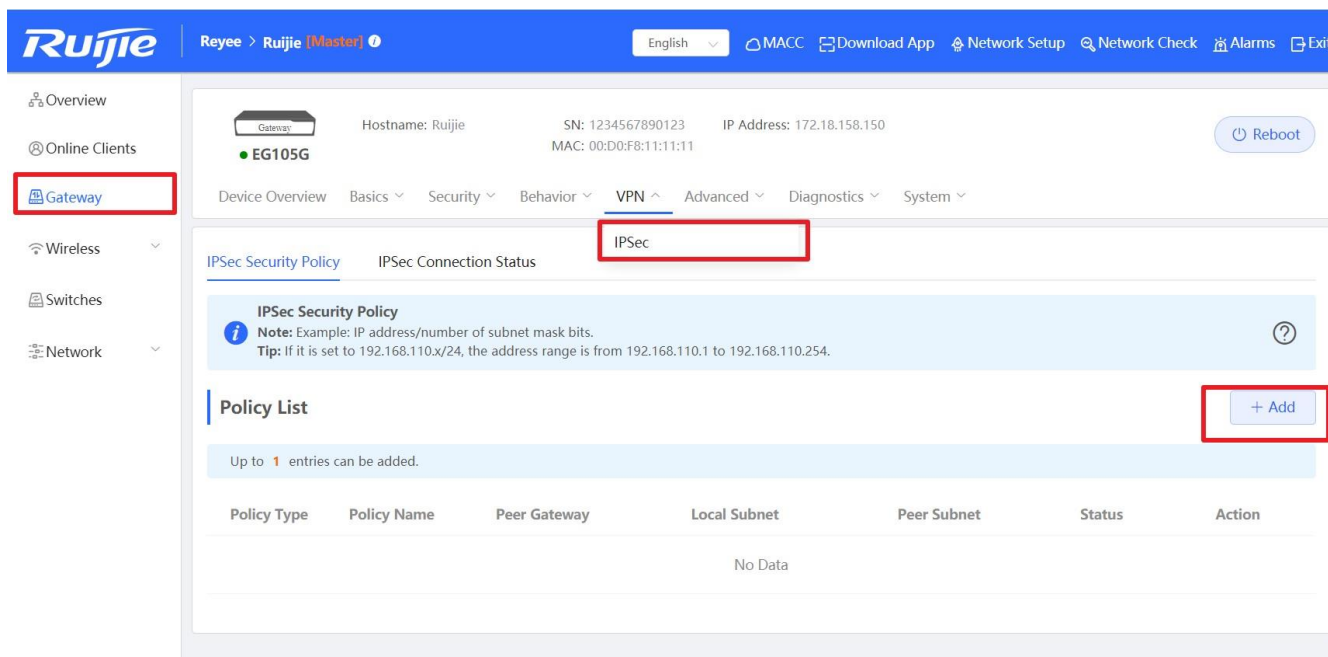 Ruijie
Reyee > Ruijie [Master]
English
MACC
Download App
Network Setup
Network Check
Alarms
Exit
Overview
Online Clients
Gateway
Wireless
Switches
Network
Gateway
EG105G
Hostname: Ruijie
SN: 1234567890123
IP Address: 172.18.158.150
MAC: 00:D0:F8:11:11:11
Reboot
Device Overview
Basics
Security
Behavior
VPN
Advanced
Diagnostics
System
IPSec
IPSec Security Policy
IPSec Connection Status
IPSec Security Policy
Note: Example: IP address/number of subnet mask bits.
Tip: If it is set to 192.168.110.x/24, the address range is from 192.168.110.1 to 192.168.110.254.
Policy List
+ Add
Up to 1 entries can be added.
Policy Type
Policy Name
Peer Gateway
Local Subnet
Peer Subnet
Status
Action
No Data